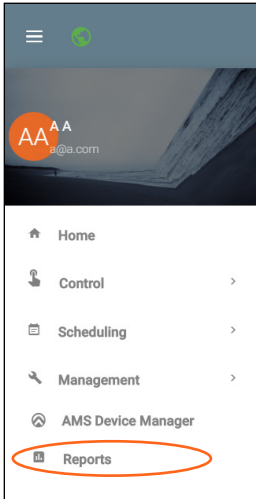 A A
AA
a@a.com
Home
Control
Scheduling
Management
AMS Device Manager
Reports